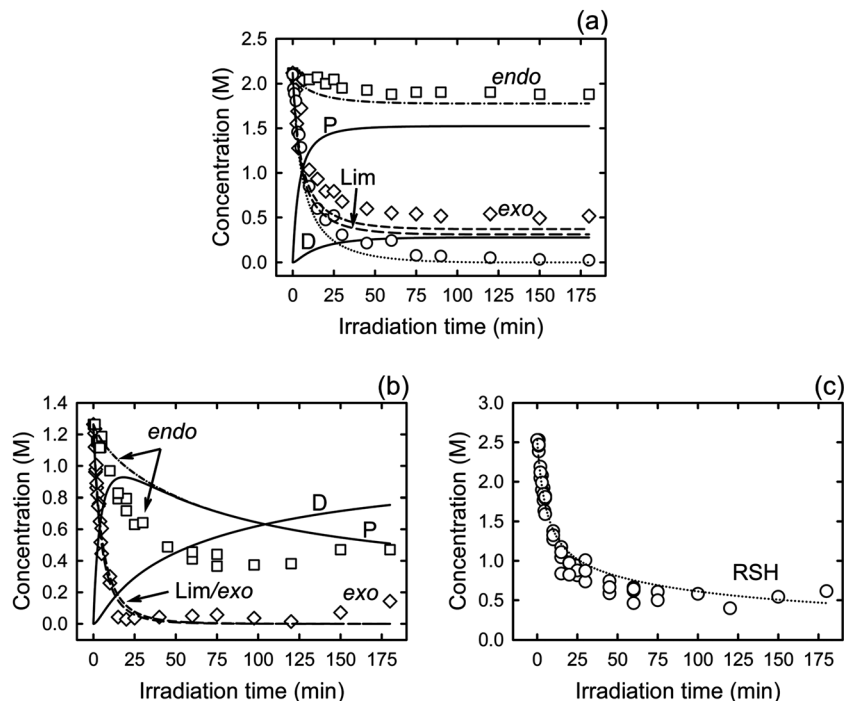 (a)
2.5
2.0
1.5
1.0
0.5
0.0
Concentration (M)
endo
P
Lim
exo
D
0 25 50 75 100 125 150 175
Irradiation time (min)
(b)
1.4
1.2
1.0
0.8
0.6
0.4
0.2
0.0
Concentration (M)
endo
D
P
Lim/exo
exo
0 25 50 75 100 125 150 175
Irradiation time (min)
(c)
3.0
2.5
2.0
1.5
1.0
0.5
0.0
Concentration (M)
RSH
0 25 50 75 100 125 150 175
Irradiation time (min)